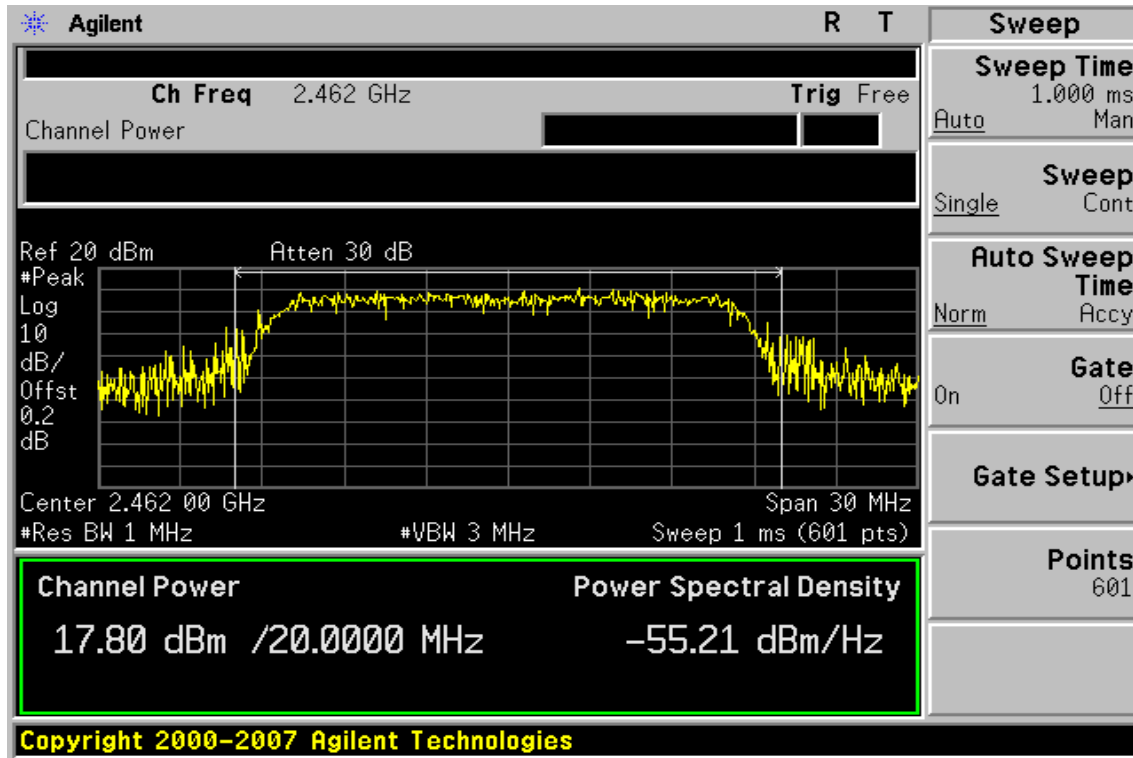 Agilent R T
Ch Freq 2.462 GHz Trig Free
Channel Power
Ref 20 dBm Atten 30 dB
#Peak
Log
10
dB/
Offst
0.2
dB
Center 2.462 00 GHz Span 30 MHz
#Res BW 1 MHz #VBW 3 MHz Sweep 1 ms (601 pts)
Channel Power Power Spectral Density
17.80 dBm /20.0000 MHz -55.21 dBm/Hz
Copyright 2000-2007 Agilent Technologies
Sweep
Sweep Time
1.000 ms
Auto Man
Sweep
Single Cont
Auto Sweep
Time
Norm Accy
Gate
On Off
Gate Setup
Points
601